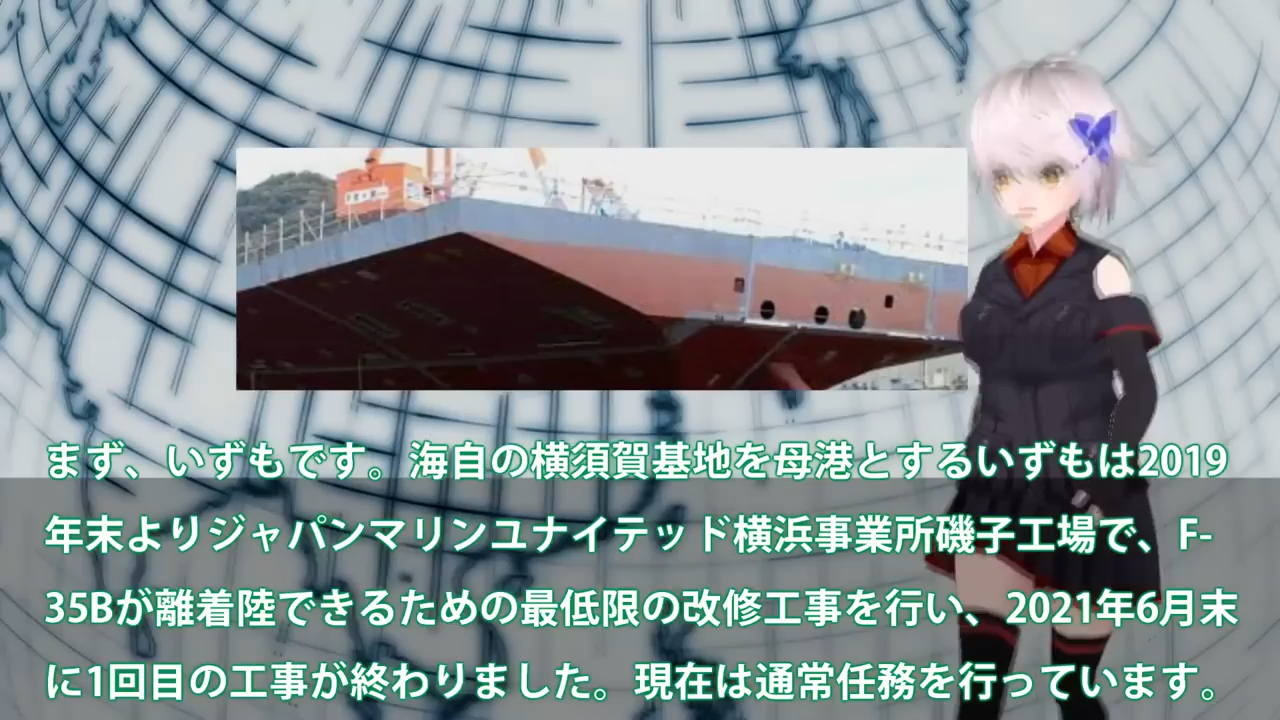 まず、いずもです。海自の横須賀基地を母港とするいずもは2019
年末よりジャパンマリンユナイテッド横浜事業所磯子工場で、F-
35Bが離着陸できるための最低限の改修工事を行い、2021年6月末
に1回目の工事が終わりました。現在は通常任務を行っています。